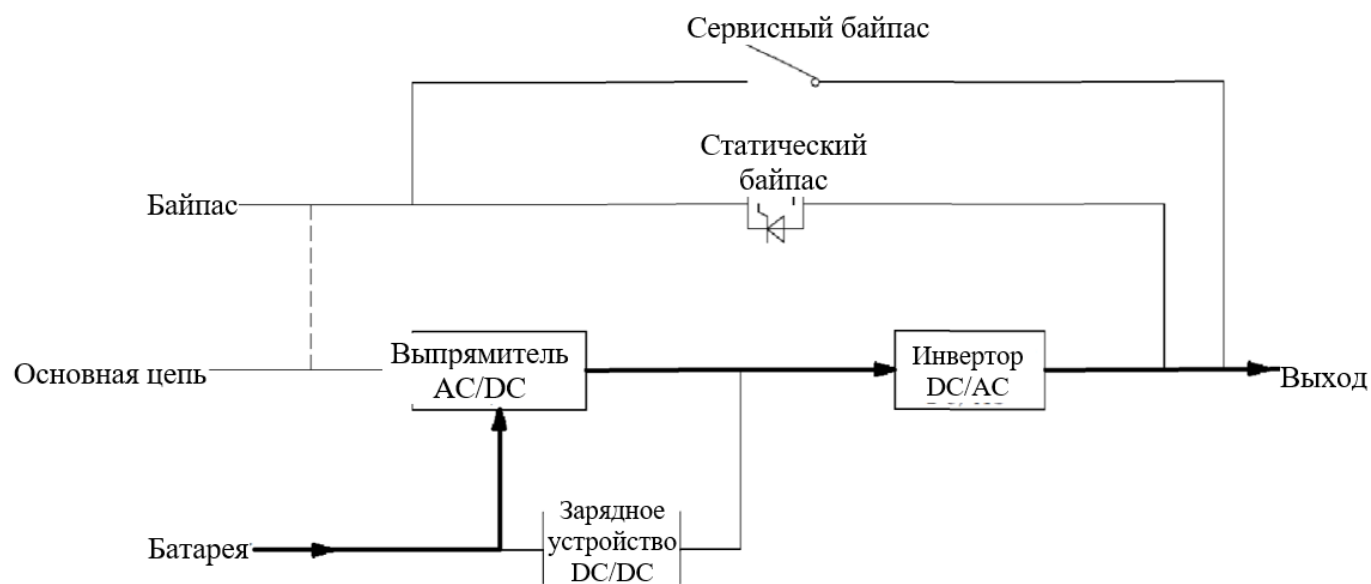 Сервисный байпас
Статический
байпас
Байпас
Выпрямитель
AC/DC
Инвертор
DC/AC
Основная цепь
Выход
Зарядное
устройство
DC/DC
Батарея